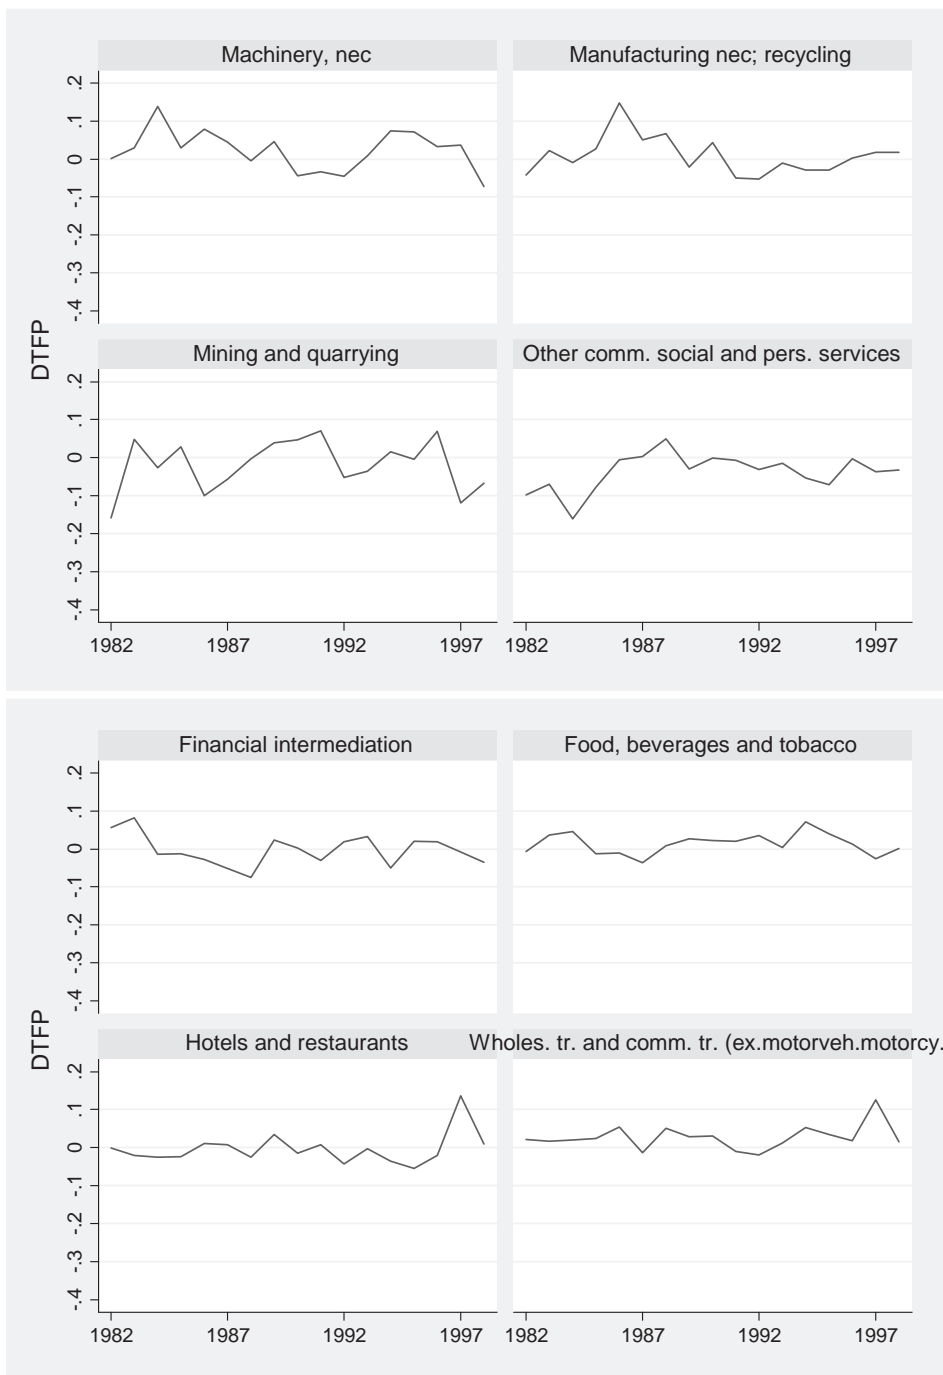 Machinery, nec
Manufacturing nec; recycling
.2
.1
0
-.1
-.2
-.3
-.4
Mining and quarrying
Other comm. social and pers. services
.2
.1
0
-.1
-.2
-.3
-.4
DTFP
1982 1987 1992 1997
1982 1987 1992 1997
Financial intermediation
Food, beverages and tobacco
.2
.1
0
-.1
-.2
-.3
-.4
Hotels and restaurants
Wholes. tr. and comm. tr. (ex.motorveh.motorcy.
.2
.1
0
-.1
-.2
-.3
-.4
DTFP
1982 1987 1992 1997
1982 1987 1992 1997